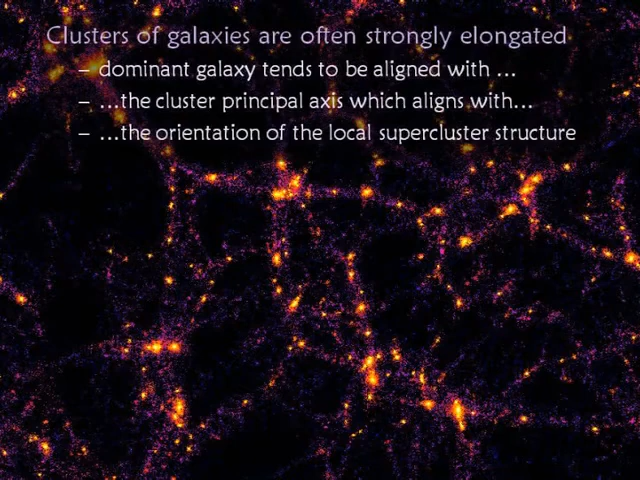 Clusters of galaxies are often strongly elongated
– dominant galaxy tends to be aligned with …
– …the cluster principal axis which aligns with…
– …the orientation of the local supercluster structure